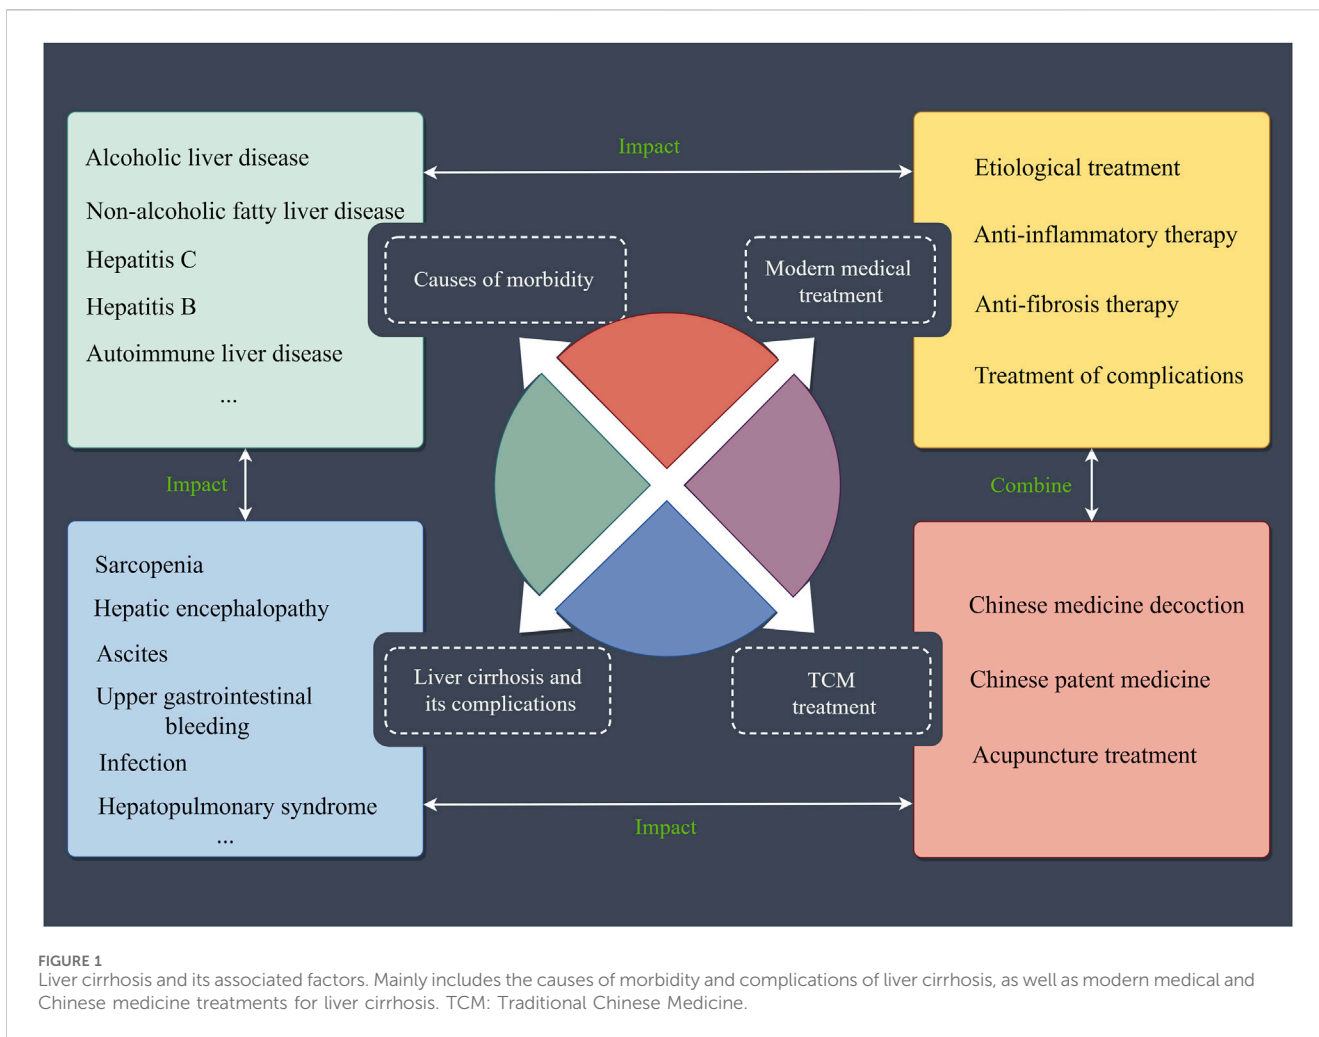 Alcoholic liver disease
Non-alcoholic fatty liver disease
Hepatitis C
Hepatitis B
Autoimmune liver disease
...
Causes of morbidity
Impact
Modern medical
treatment
Etiological treatment
Anti-inflammatory therapy
Anti-fibrosis therapy
Treatment of complications
Impact
Combine
Sarcopenia
Hepatic encephalopathy
Ascites
Upper gastrointestinal
bleeding
Infection
Hepatopulmonary syndrome
...
Liver cirrhosis and
its complications
TCM
treatment
Chinese medicine decoction
Chinese patent medicine
Acupuncture treatment
Impact
FIGURE 1
Liver cirrhosis and its associated factors. Mainly includes the causes of morbidity and complications of liver cirrhosis, as well as modern medical and
Chinese medicine treatments for liver cirrhosis. TCM: Traditional Chinese Medicine.